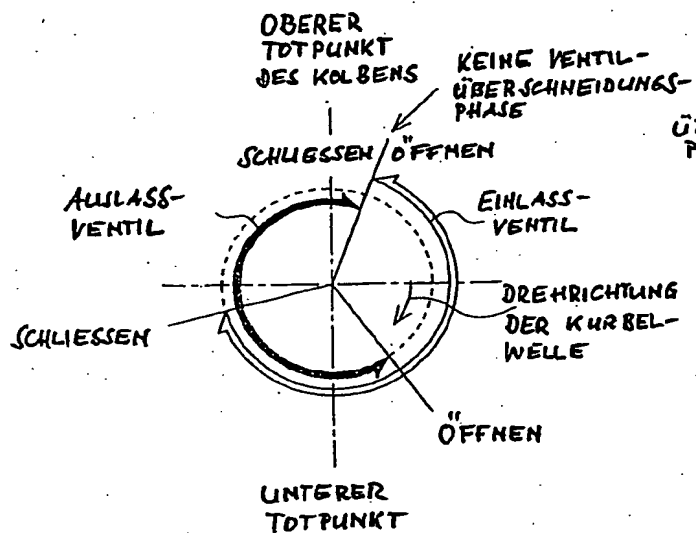 OBERER
TOTPUNKT
DES KOLBENS
KEINE VENTIL-
ÜBERSCHNEIDUNGS-
PHASE
SCHLIESSEN
ÖFFNEN
AUSLASS-
VENTIL
EINLASS-
VENTIL
DREHRICHTUNG
DER KURBEL-
WELLE
SCHLIESSEN
ÖFFNEN
UNTERER
TOTPUNKT